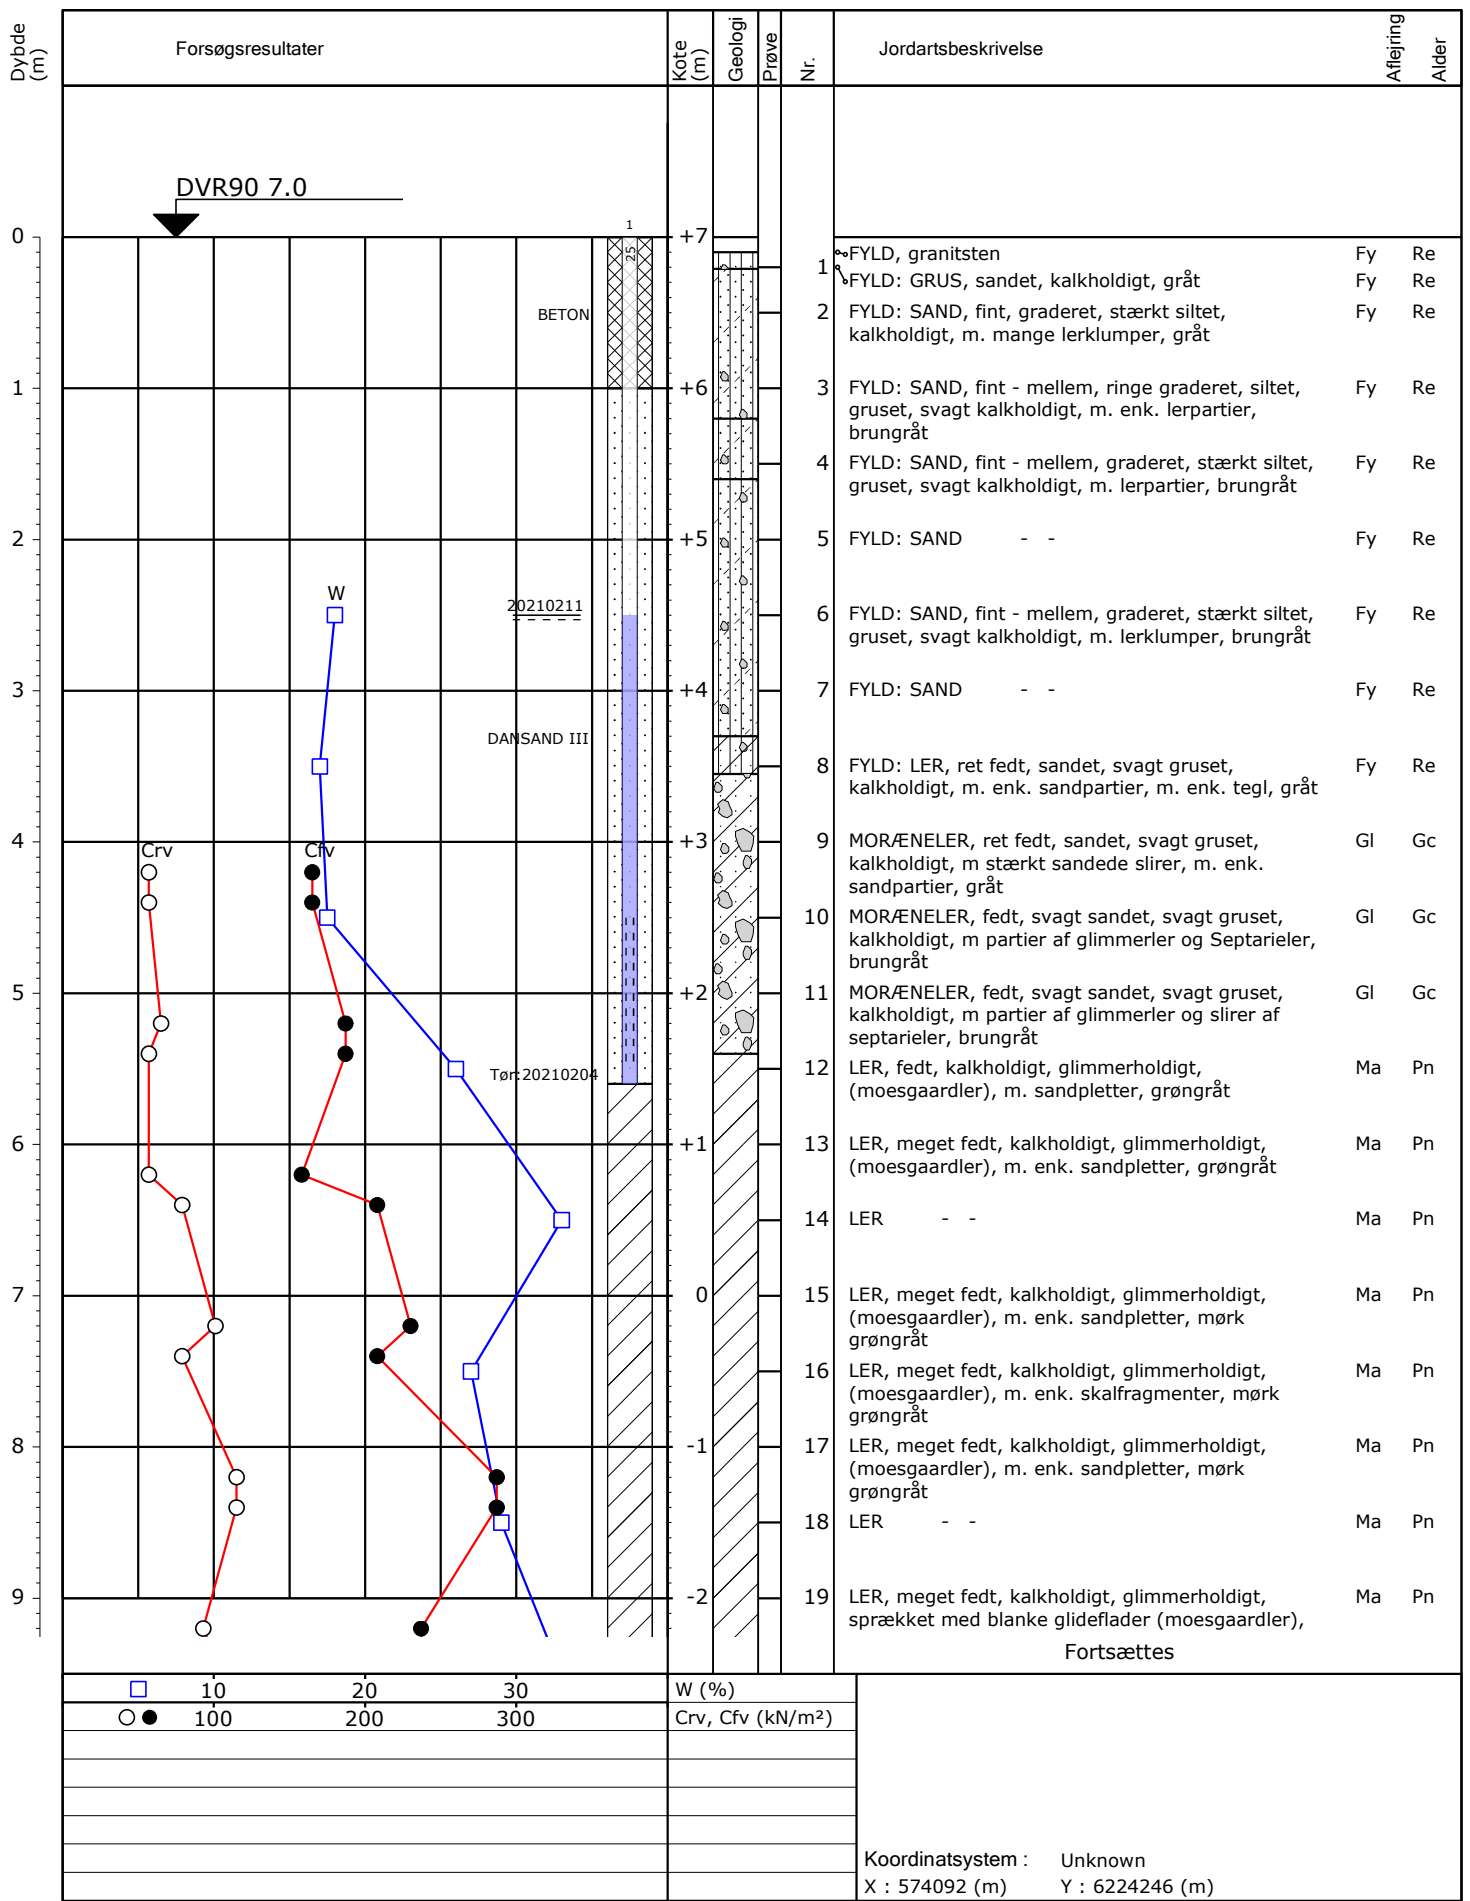 Dybde (m)
Forsøgsresultater
Kote (m)
Geologi
Prøve
Nr.
Jordartsbeskrivelse
Aflejring
Alder
DVR90 7.0
0
1
25
+7
1
FYLD, granitsten Fy Re
FYLD: GRUS, sandet, kalkholdigt, gråt Fy Re
BETON
2 FYLD: SAND, fint, graderet, stærkt siltet, Fy Re
kalkholdigt, m. mange lerklumper, gråt
1 +6 3 FYLD: SAND, fint - mellem, ringe graderet, siltet, Fy Re
gruset, svagt kalkholdigt, m. enk. lerpartier,
brungråt
4 FYLD: SAND, fint - mellem, graderet, stærkt siltet, Fy Re
gruset, svagt kalkholdigt, m. lerpartier, brungråt
2 +5 5 FYLD: SAND - - Fy Re
W
20210211
6 FYLD: SAND, fint - mellem, graderet, stærkt siltet, Fy Re
gruset, svagt kalkholdigt, m. lerklumper, brungråt
3 +4 7 FYLD: SAND - - Fy Re
DANSAND III
8 FYLD: LER, ret fedt, sandet, svagt gruset, Fy Re
kalkholdigt, m. enk. sandpartier, m. enk. tegl, gråt
4 +3 9 MORÆNELER, ret fedt, sandet, svagt gruset, Gl Gc
Crv Cfv
kalkholdigt, m stærkt sandede slirer, m. enk.
sandpartier, gråt
10 MORÆNELER, fedt, svagt sandet, svagt gruset, Gl Gc
kalkholdigt, m partier af glimmerler og Septarieler,
brungråt
5 +2 11 MORÆNELER, fedt, svagt sandet, svagt gruset, Gl Gc
kalkholdigt, m partier af glimmerler og slirer af
septarieler, brungråt
Tør:20210204
12 LER, fedt, kalkholdigt, glimmerholdigt, Ma Pn
(moesgaardler), m. sandpletter, grøngråt
6 +1 13 LER, meget fedt, kalkholdigt, glimmerholdigt, Ma Pn
(moesgaardler), m. enk. sandpletter, grøngråt
14 LER - - Ma Pn
7 0 15 LER, meget fedt, kalkholdigt, glimmerholdigt, Ma Pn
(moesgaardler), m. enk. sandpletter, mørk
grøngråt
16 LER, meget fedt, kalkholdigt, glimmerholdigt, Ma Pn
(moesgaardler), m. enk. skalfragmenter, mørk
grøngråt
8 -1 17 LER, meget fedt, kalkholdigt, glimmerholdigt, Ma Pn
(moesgaardler), m. enk. sandpletter, mørk
grøngråt
18 LER - - Ma Pn
9 -2 19 LER, meget fedt, kalkholdigt, glimmerholdigt, Ma Pn
sprækket med blanke glideflader (moesgaardler),
Fortsættes
10 20 30 W (%)
100 200 300 Crv, Cfv (kN/m²)
Koordinatsystem : Unknown
X : 574092 (m) Y : 6224246 (m)